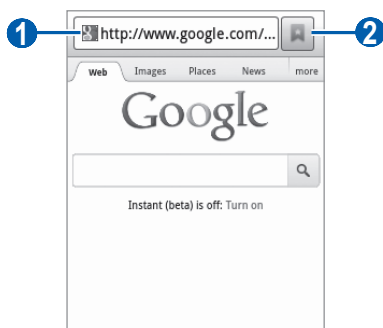 1 http://www.google.com/... 2
Web Images Places News more
Google
Instant (beta) is off: Turn on